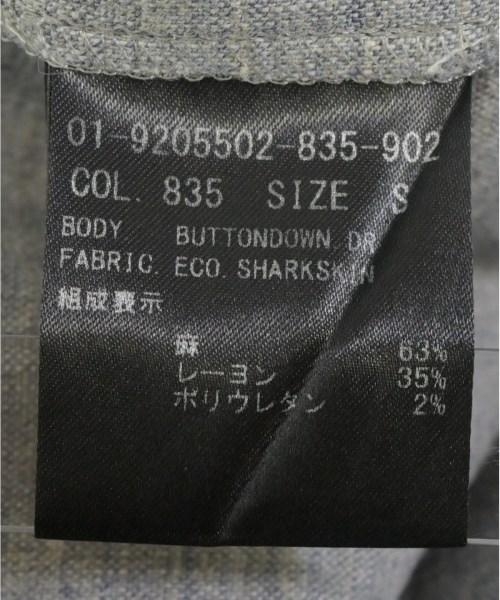 01-9205502-835-902
COL. 835 SIZE S
BODY BUTTONDOWN. DR
FABRIC. ECO. SHARKSKIN
組成表示
麻 63%
レーヨン 35%
ポリウレタン 2%